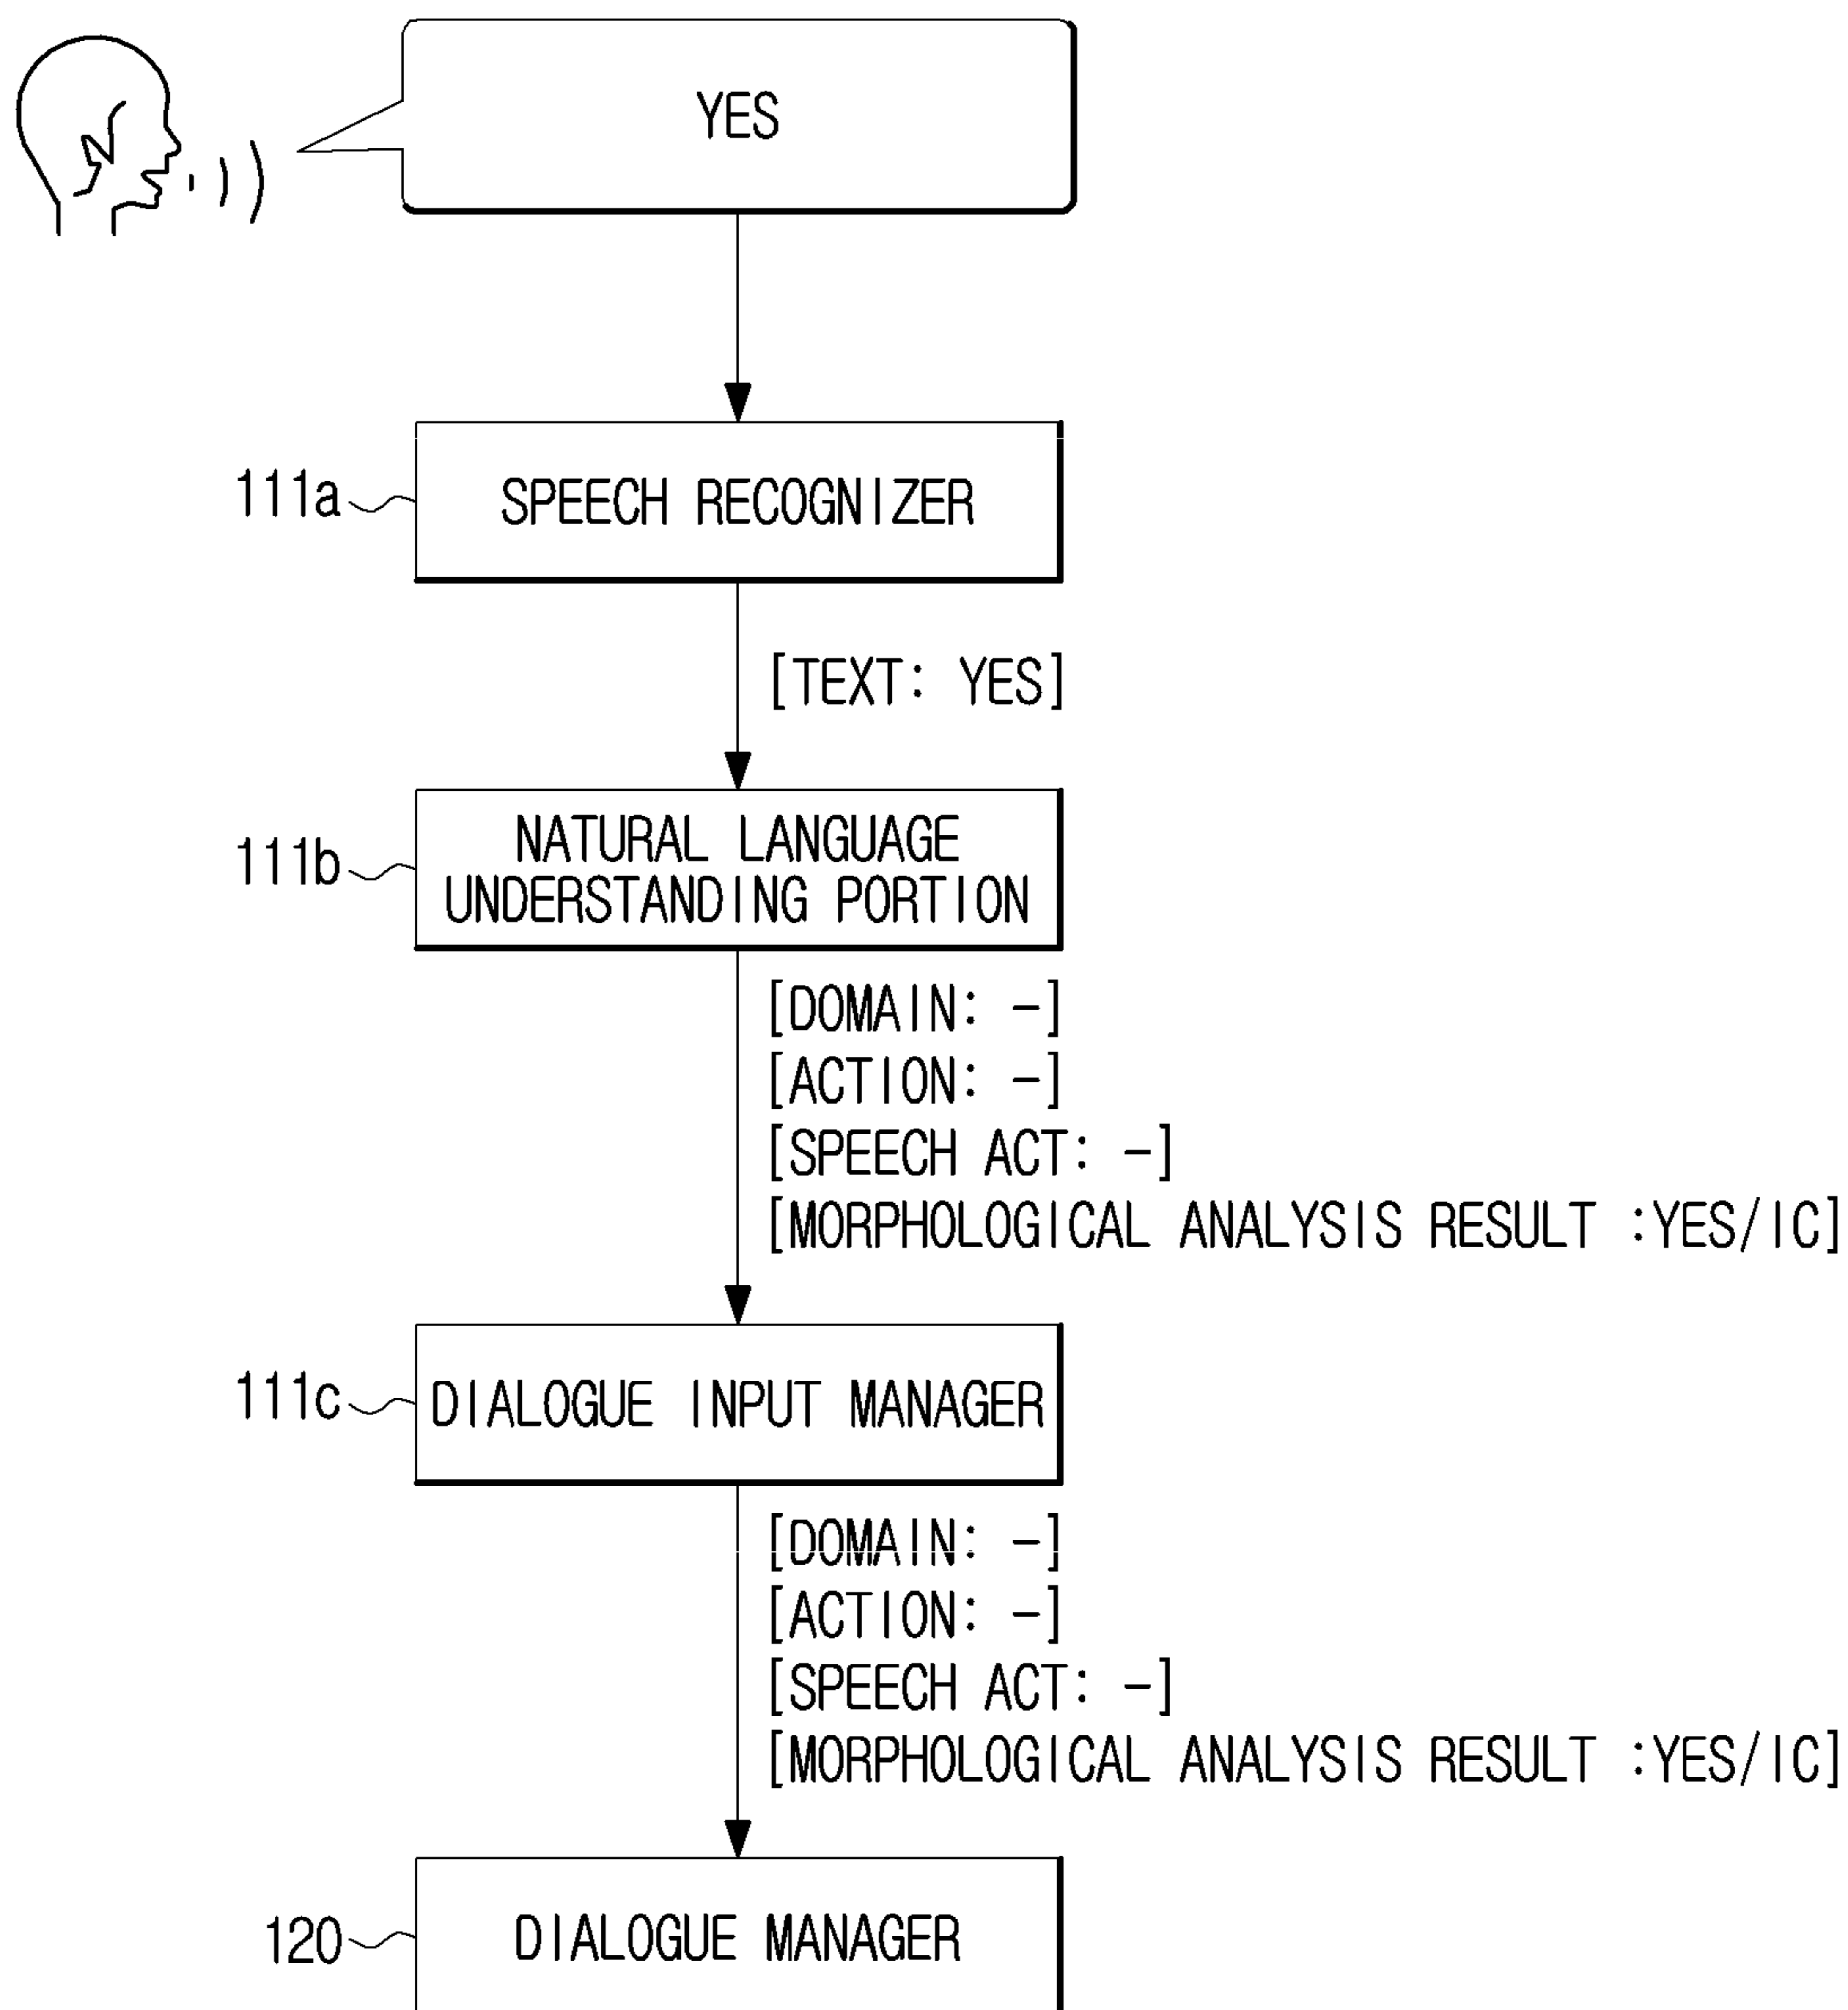 YES
111a
SPEECH RECOGNIZER
[TEXT: YES]
111b
NATURAL LANGUAGE
UNDERSTANDING PORTION
[DOMAIN: -]
[ACTION: -]
[SPEECH ACT: -]
[MORPHOLOGICAL ANALYSIS RESULT :YES/IC]
111c
DIALOGUE INPUT MANAGER
[DOMAIN: -]
[ACTION: -]
[SPEECH ACT: -]
[MORPHOLOGICAL ANALYSIS RESULT :YES/IC]
120
DIALOGUE MANAGER